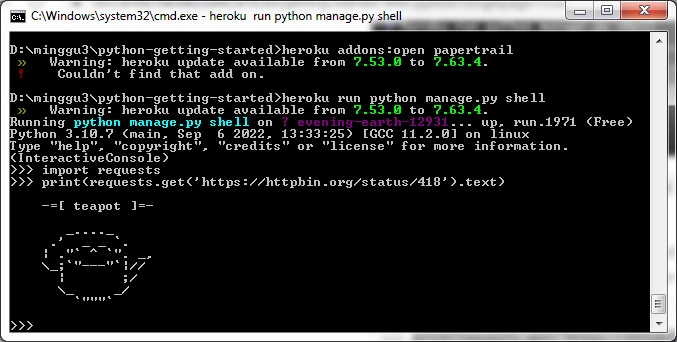 C:\Windows\system32\cmd.exe - heroku  run python manage.py shell
D:\minggu3\python-getting-started>heroku addons:open papertrail
 »   Warning: heroku update available from 7.53.0 to 7.63.4.
 !    Couldn't find that add on.
D:\minggu3\python-getting-started>heroku run python manage.py shell
 »   Warning: heroku update available from 7.53.0 to 7.63.4.
Running python manage.py shell on ? evening-earth-12931... up, run.1971 (Free)
Python 3.10.7 (main, Sep  6 2022, 13:33:25) [GCC 11.2.0] on linux
Type "help", "copyright", "credits" or "license" for more information.
(InteractiveConsole)
>>> import requests
>>> print(requests.get('https://httpbin.org/status/418').text)
    -=[ teapot ]=-
       _...._
     .'  _ _ `.
    | ."` ^ `". _,
    \_;`"---"`|//
      |       ;/
      \_     _/
        `"""`
>>>